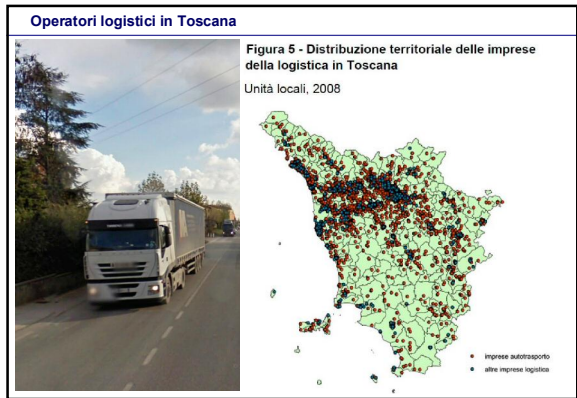 Operatori logistici in Toscana
Figura 5 - Distribuzione territoriale delle imprese
della logistica in Toscana
Unità locali, 2008
imprese autotrasporto
altre imprese logistica